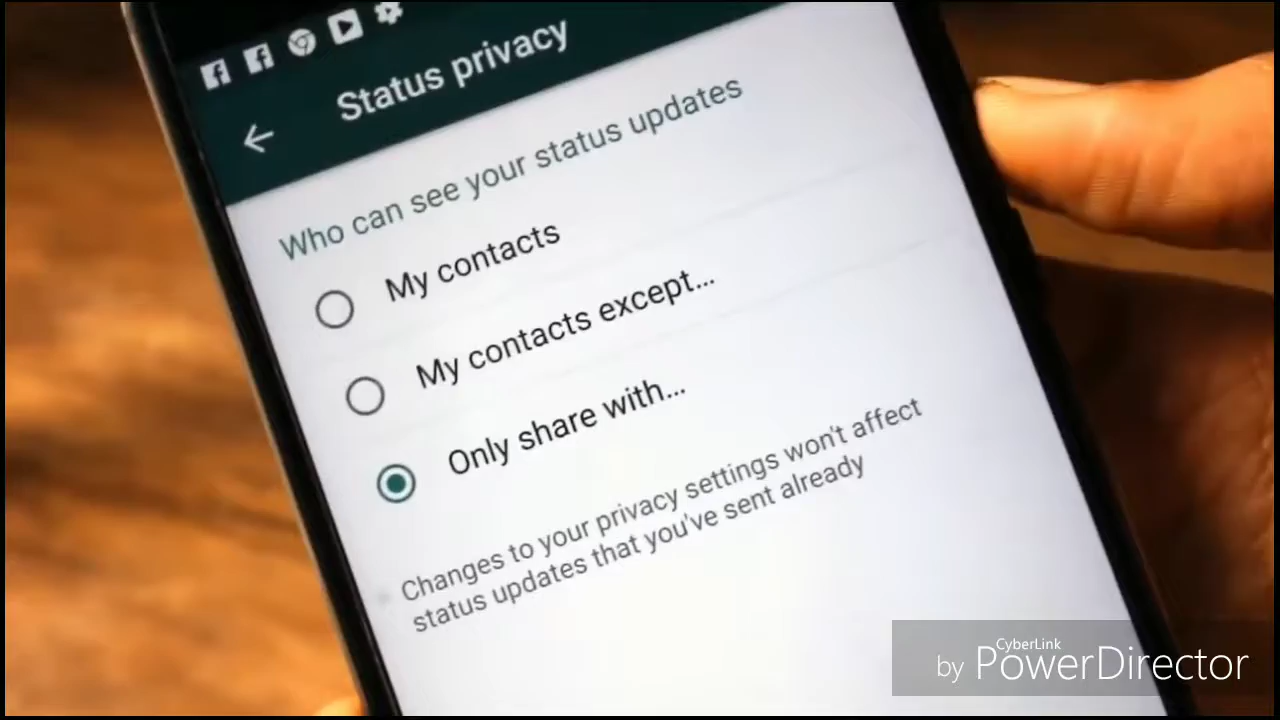 Status privacy
Who can see your status updates
My contacts
My contacts except...
Only share with...
Changes to your privacy settings won't affect
status updates that you've sent already
CyberLink
by PowerDirector